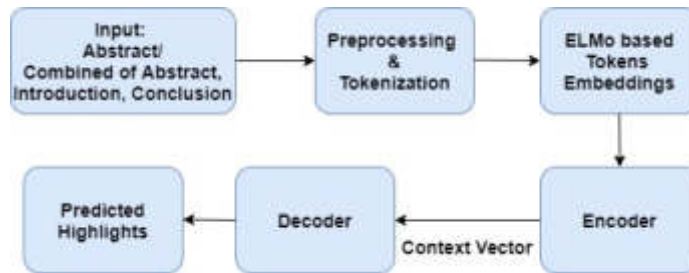 Input:
Abstract/
Combined of Abstract,
Introduction, Conclusion
Preprocessing
&
Tokenization
ELMo based
Tokens
Embeddings
Encoder
Context Vector
Decoder
Predicted
Highlights